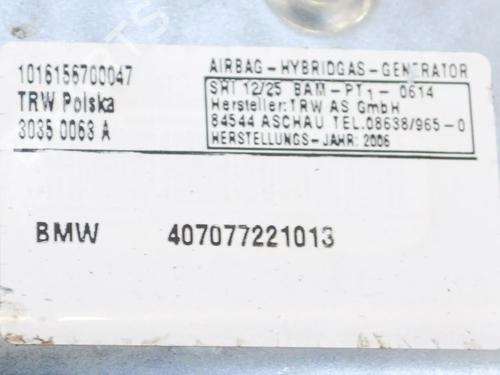 1016156700047
TRW Polska
3035 0063 A
AIRBAG-HYBRIDGAS-GENERATOR
SHI 12/25 BAM-PT1-0614
Hersteller:TRW AS GmbH
84544 ASCHAU TEL.08638/965-0
HERSTELLUNGS-JAHR:2006
BMW 407077221013